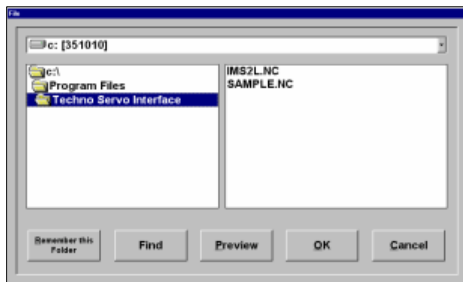 File
c: [351010]
c:\
Program Files
Techno Servo Interface
IMS2L.NC
SAMPLE.NC
Remember this
Folder
Find
Preview
OK
Cancel